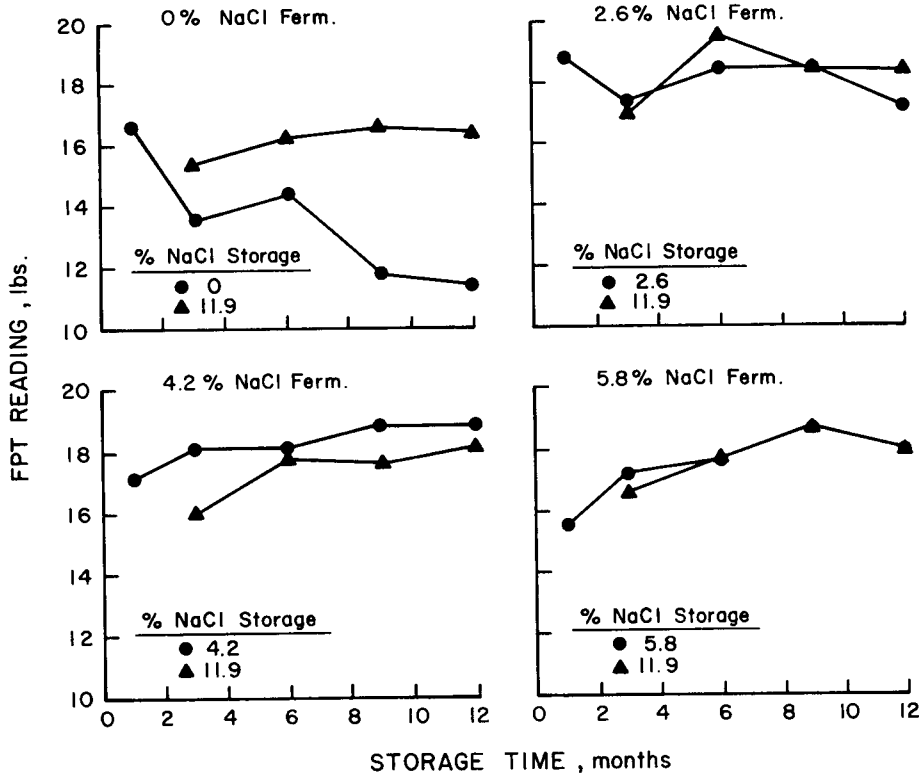 0% NaCl Ferm.
20
18
16
14
12
10
% NaCl Storage
0
11.9
2.6% NaCl Ferm.
% NaCl Storage
2.6
11.9
FPT READING, lbs.
4.2% NaCl Ferm.
20
18
16
14
12
10
% NaCl Storage
4.2
11.9
0 2 4 6 8 10 12
5.8% NaCl Ferm.
% NaCl Storage
5.8
11.9
0 2 4 6 8 10 12
STORAGE TIME, months